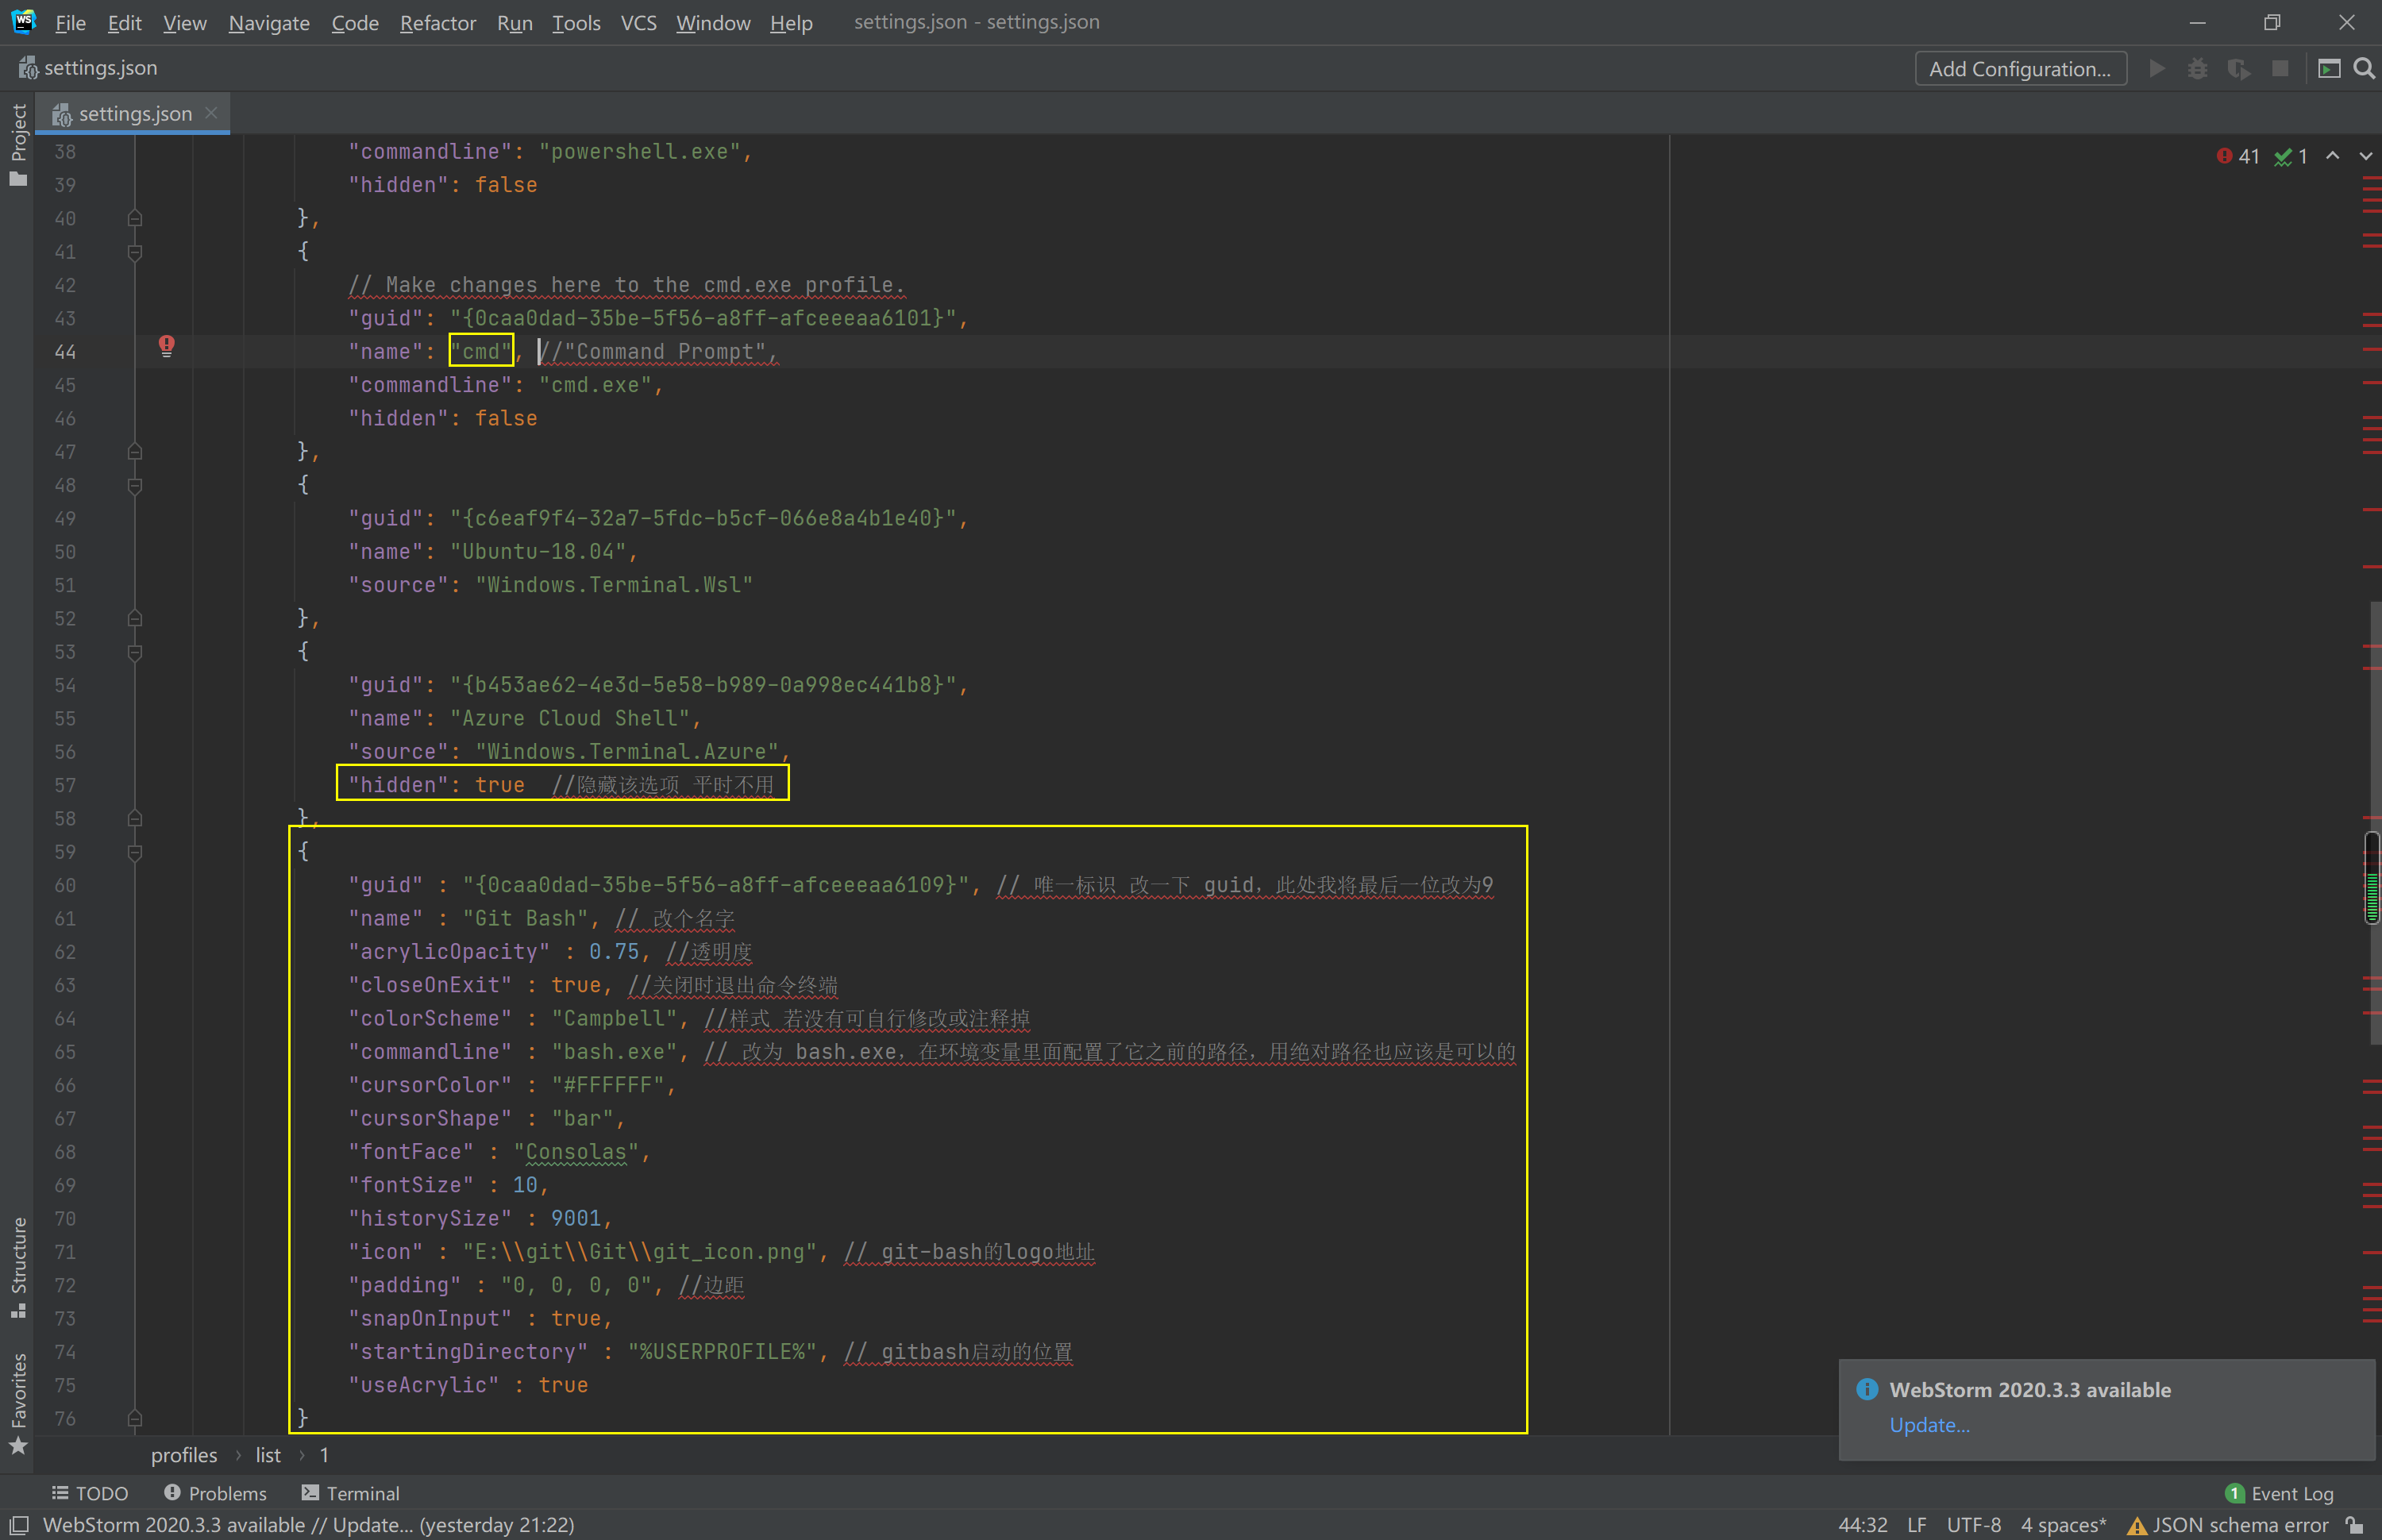 File Edit View Navigate Code Refactor Run Tools VCS Window Help settings.json - settings.json
settings.json
Add Configuration...
settings.json
Project
41 1
38 "commandline": "powershell.exe",
39 "hidden": false
40 },
41 {
42 // Make changes here to the cmd.exe profile.
43 "guid": "{0caa0dad-35be-5f56-a8ff-afceeeaa6101}",
44 "name": "cmd", //"Command Prompt",
45 "commandline": "cmd.exe",
46 "hidden": false
47 },
48 {
49 "guid": "{c6eaf9f4-32a7-5fdc-b5cf-066e8a4b1e40}",
50 "name": "Ubuntu-18.04",
51 "source": "Windows.Terminal.Wsl"
52 },
53 {
54 "guid": "{b453ae62-4e3d-5e58-b989-0a998ec441b8}",
55 "name": "Azure Cloud Shell",
56 "source": "Windows.Terminal.Azure",
57 "hidden": true //隐藏该选项 平时不用
58 },
59 {
60 "guid" : "{0caa0dad-35be-5f56-a8ff-afceeeaa6109}", // 唯一标识 改一下 guid，此处我将最后一位改为9
61 "name" : "Git Bash", // 改个名字
62 "acrylicOpacity" : 0.75, //透明度
63 "closeOnExit" : true, //关闭时退出命令终端
64 "colorScheme" : "Campbell", //样式 若没有可自行修改或注释掉
65 "commandline" : "bash.exe", // 改为 bash.exe，在环境变量里面配置了它之前的路径，用绝对路径也应该是可以的
66 "cursorColor" : "#FFFFFF",
67 "cursorShape" : "bar",
68 "fontFace" : "Consolas",
69 "fontSize" : 10,
70 "historySize" : 9001,
71 "icon" : "E:\\git\\Git\\git_icon.png", // git-bash的logo地址
72 "padding" : "0, 0, 0, 0", //边距
73 "snapOnInput" : true,
74 "startingDirectory" : "%USERPROFILE%", // gitbash启动的位置
75 "useAcrylic" : true
76 }
Structure
Favorites
WebStorm 2020.3.3 available
Update...
profiles › list › 1
TODO Problems Terminal
1 Event Log
WebStorm 2020.3.3 available // Update... (yesterday 21:22)
44:32 LF UTF-8 4 spaces* JSON schema error